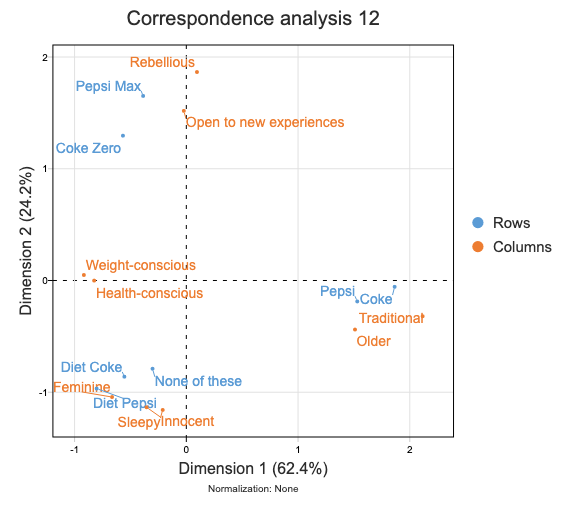 Correspondence analysis 12
2
Rebellious
Pepsi Max
Open to new experiences
Coke Zero
1
Rows
Columns
Dimension 2 (24.2%)
Weight-conscious
0
Health-conscious
Pepsi
Coke
Traditional
Older
Diet Coke
None of these
Feminine
-1
Diet Pepsi
Sleepy
Innocent
-1
0
1
2
Dimension 1 (62.4%)
Normalization: None